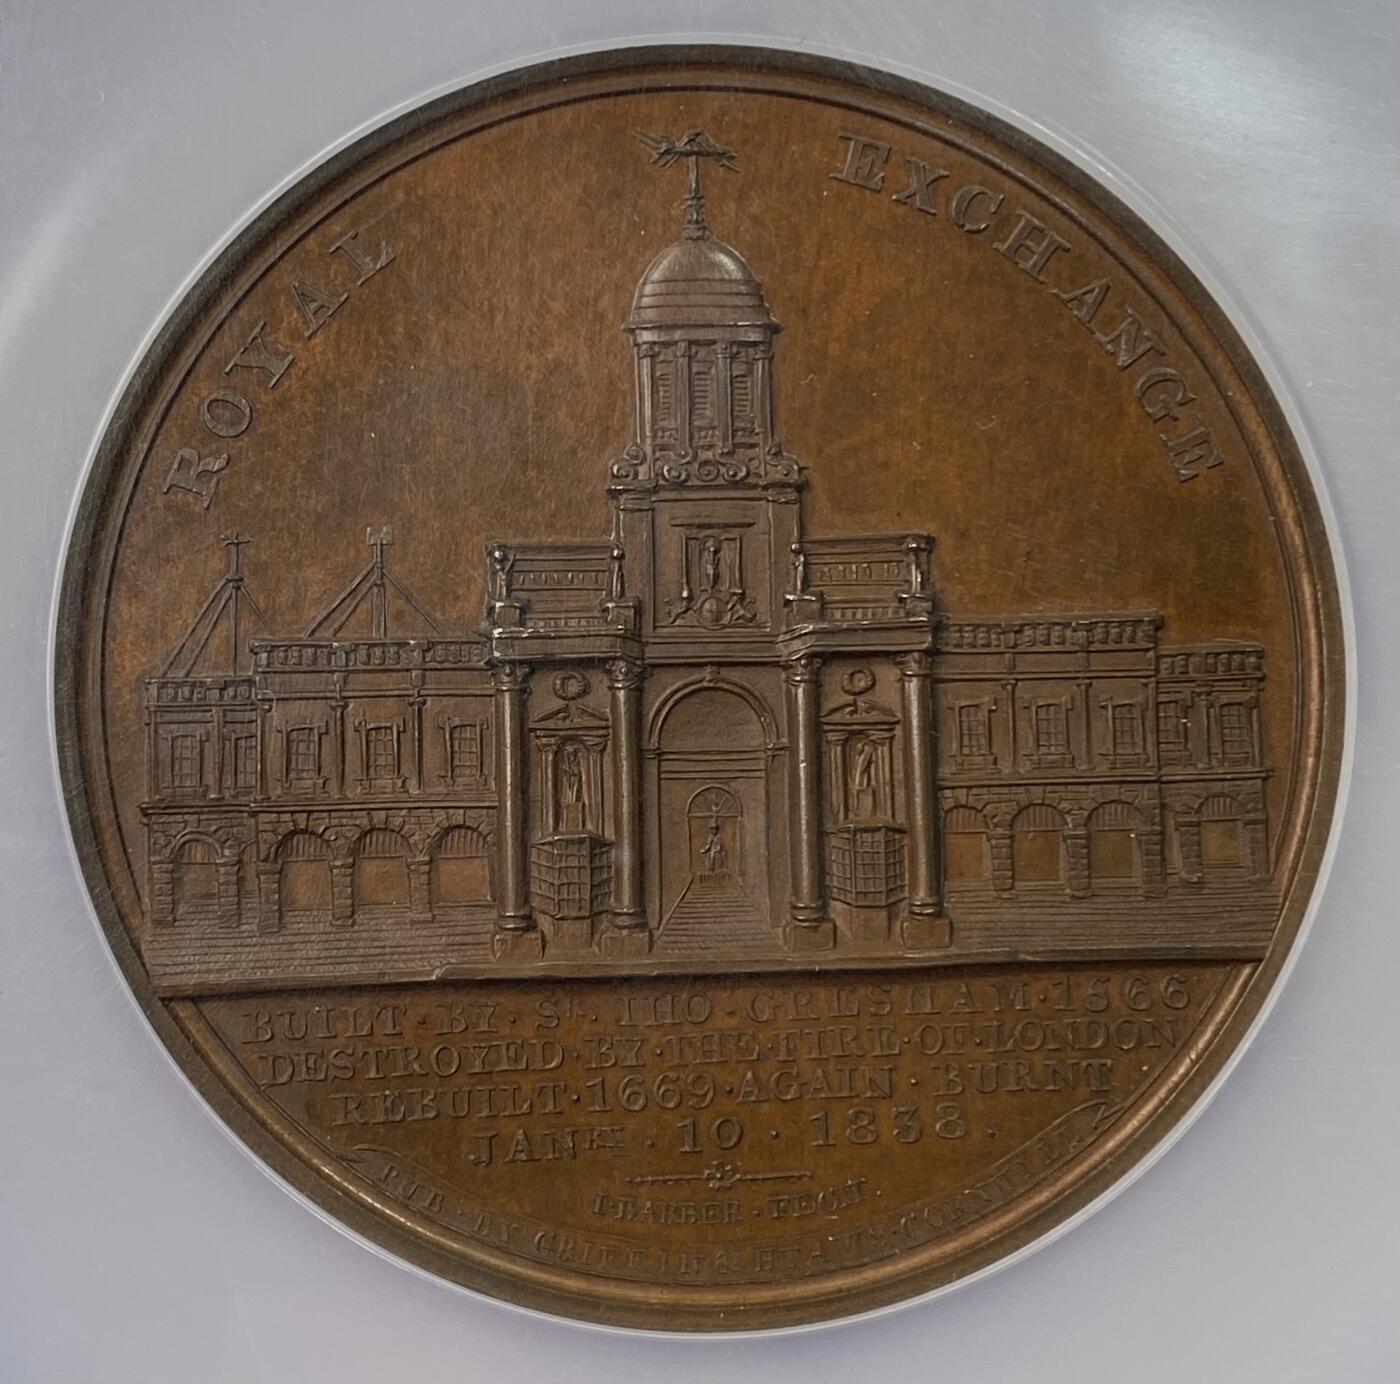 ROYAL EXCHANGE
BUILT · BY · SR. THO · GRESHAM · 1566
DESTROYED · BY · THE · FIRE · OF · LONDON
REBUILT · 1669 · AGAIN · BURNT
JANRY · 10 · 1838 .
I · BARBER · FECIT .
PUB · BY GRIFFIN & HYAMS · CORNHILL